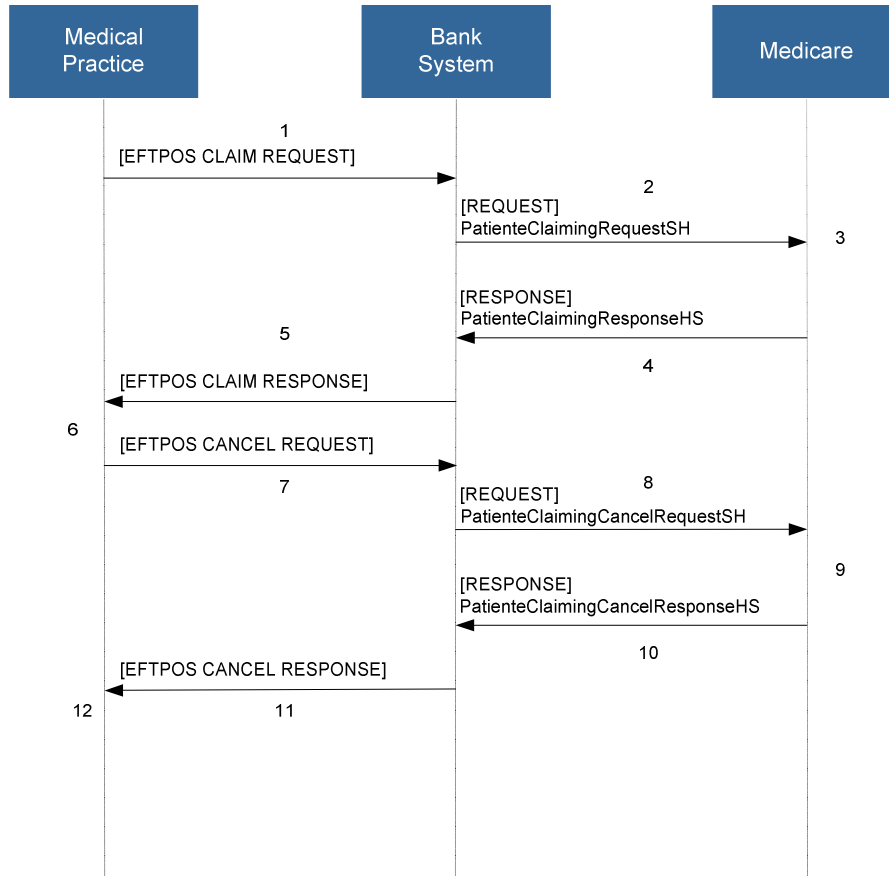 Medical
Practice
Bank
System
Medicare
1
[EFTPOS CLAIM REQUEST]
2
[REQUEST]
PatienteClaimingRequestSH
3
[RESPONSE]
PatienteClaimingResponseHS
5
4
[EFTPOS CLAIM RESPONSE]
6
[EFTPOS CANCEL REQUEST]
7
8
[REQUEST]
PatienteClaimingCancelRequestSH
9
[RESPONSE]
PatienteClaimingCancelResponseHS
10
[EFTPOS CANCEL RESPONSE]
12
11